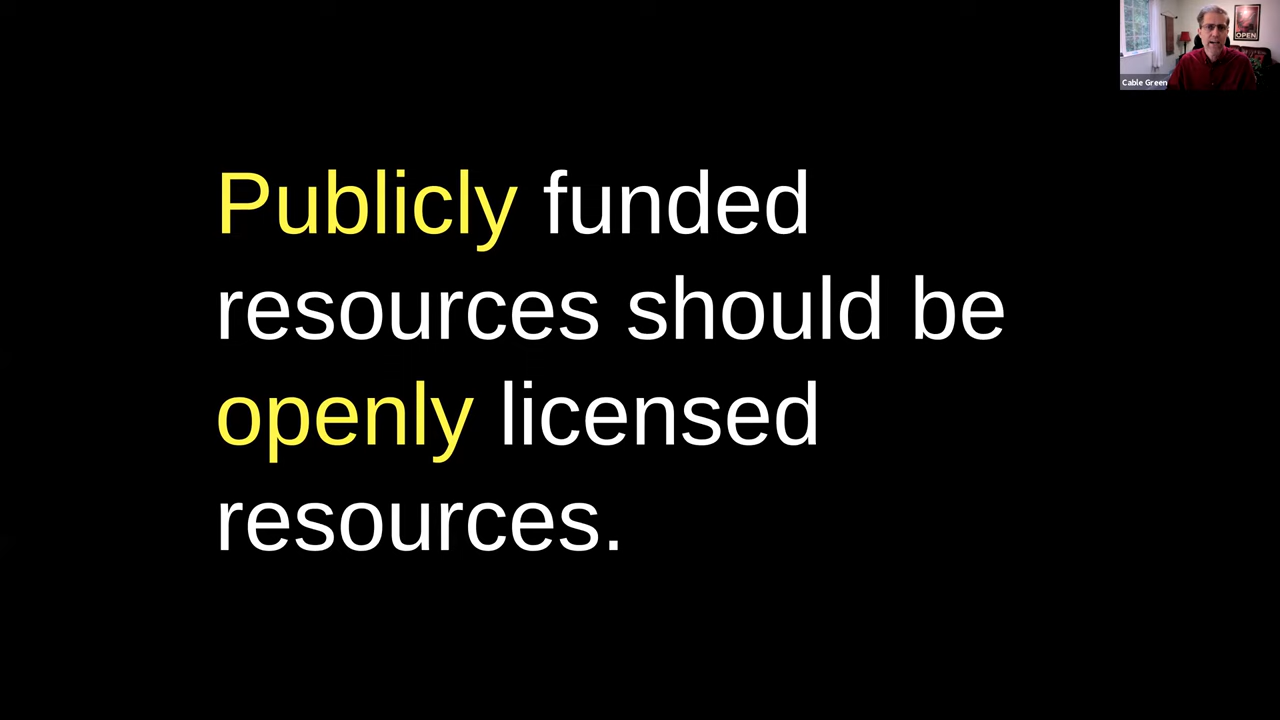 Publicly funded
resources should be
openly licensed
resources.
Cable Green
OPEN